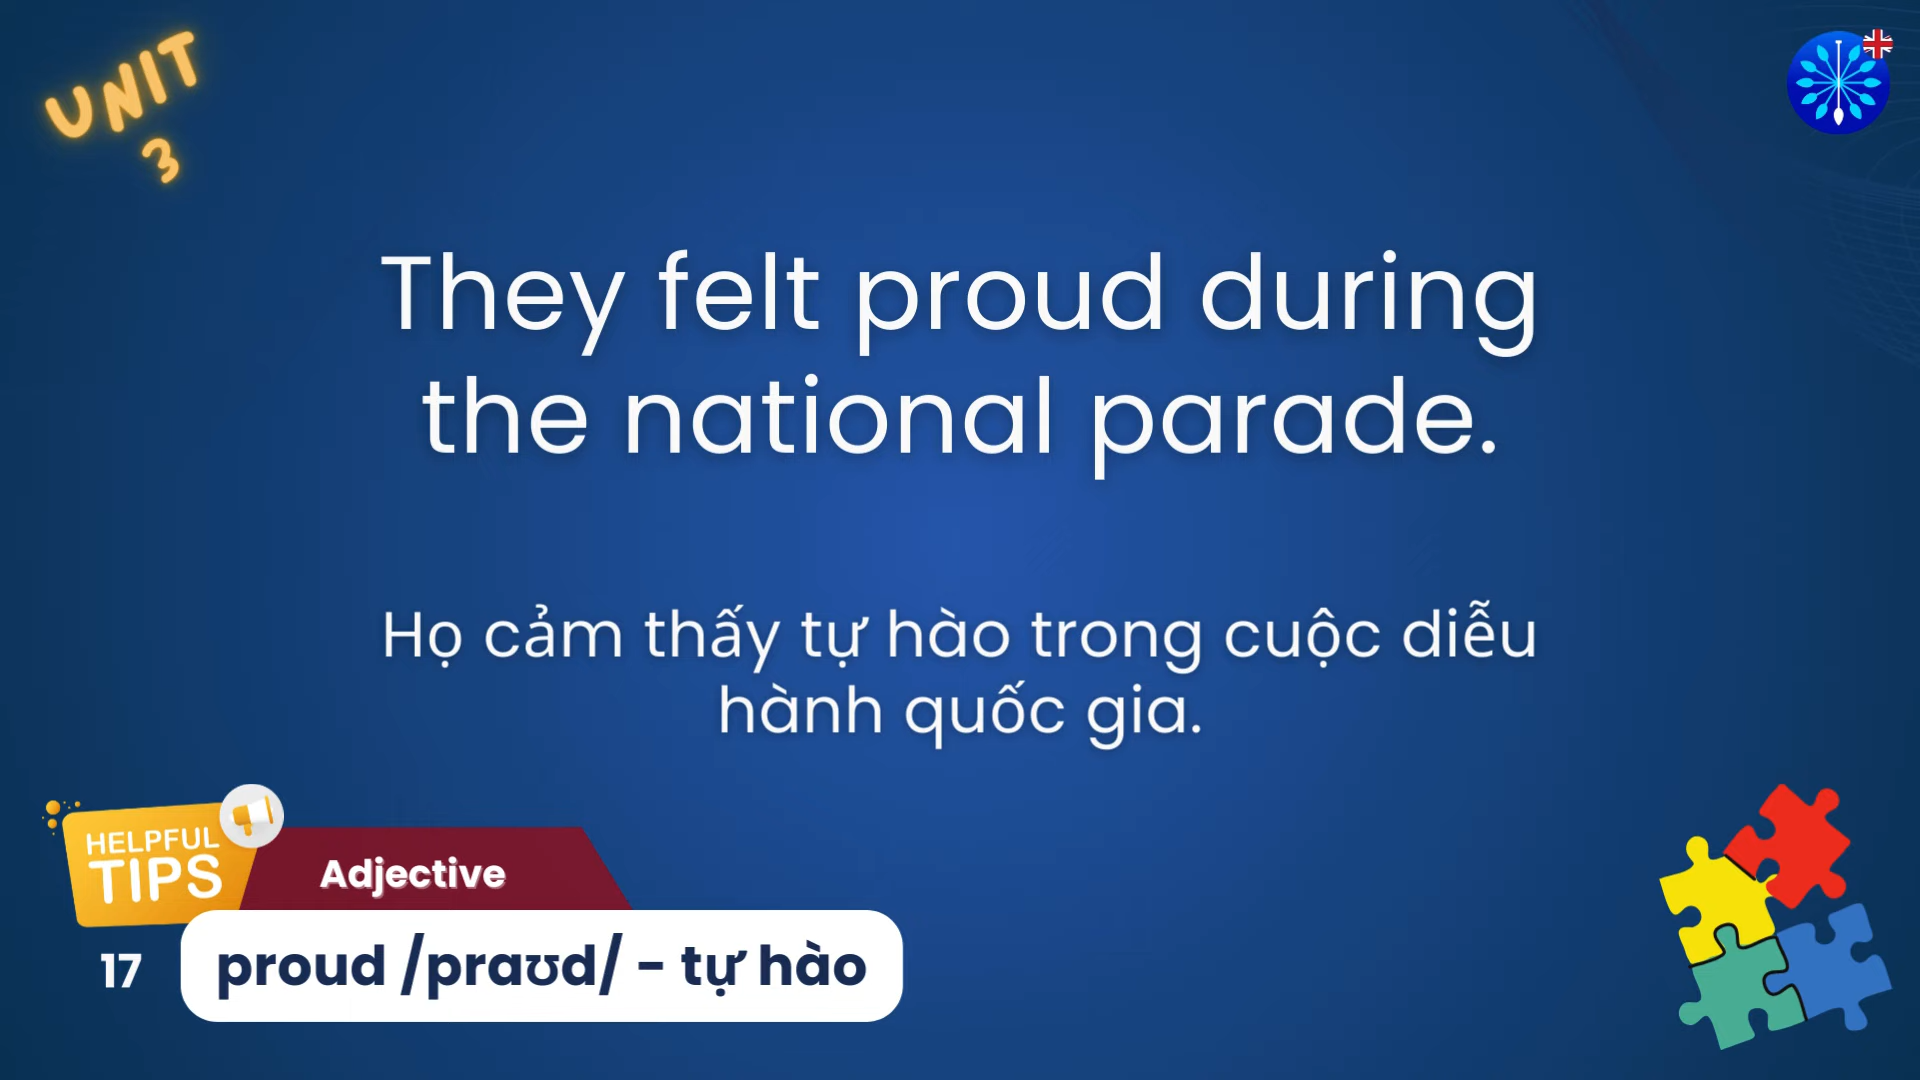 UNIT
3
They felt proud during
the national parade.
Họ cảm thấy tự hào trong cuộc diễu
hành quốc gia.
HELPFUL
TIPS
Adjective
17
proud /praʊd/ - tự hào